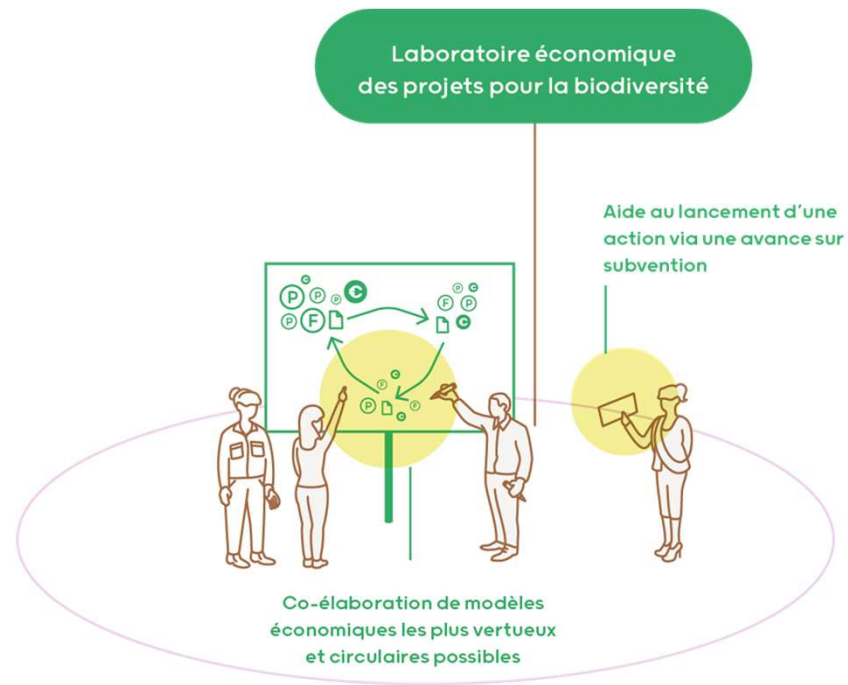 Laboratoire économique
des projets pour la biodiversité
Aide au lancement d'une
action via une avance sur
subvention
P P P €
P F
P €
F P
€
F €
P € F
Co-élaboration de modèles
économiques les plus vertueux
et circulaires possibles